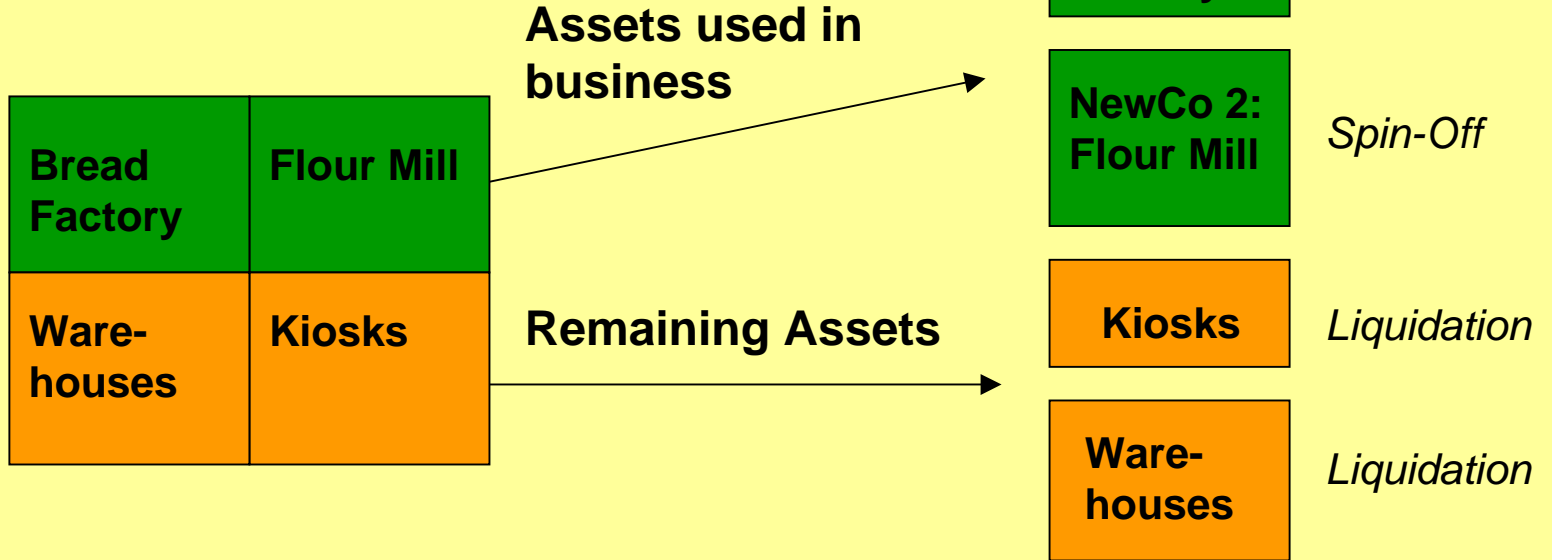 Assets used in
business
Bread
Factory
Flour Mill
NewCo 2:
Flour Mill
Spin-Off
Ware-
houses
Kiosks
Remaining Assets
Kiosks
Liquidation
Ware-
houses
Liquidation